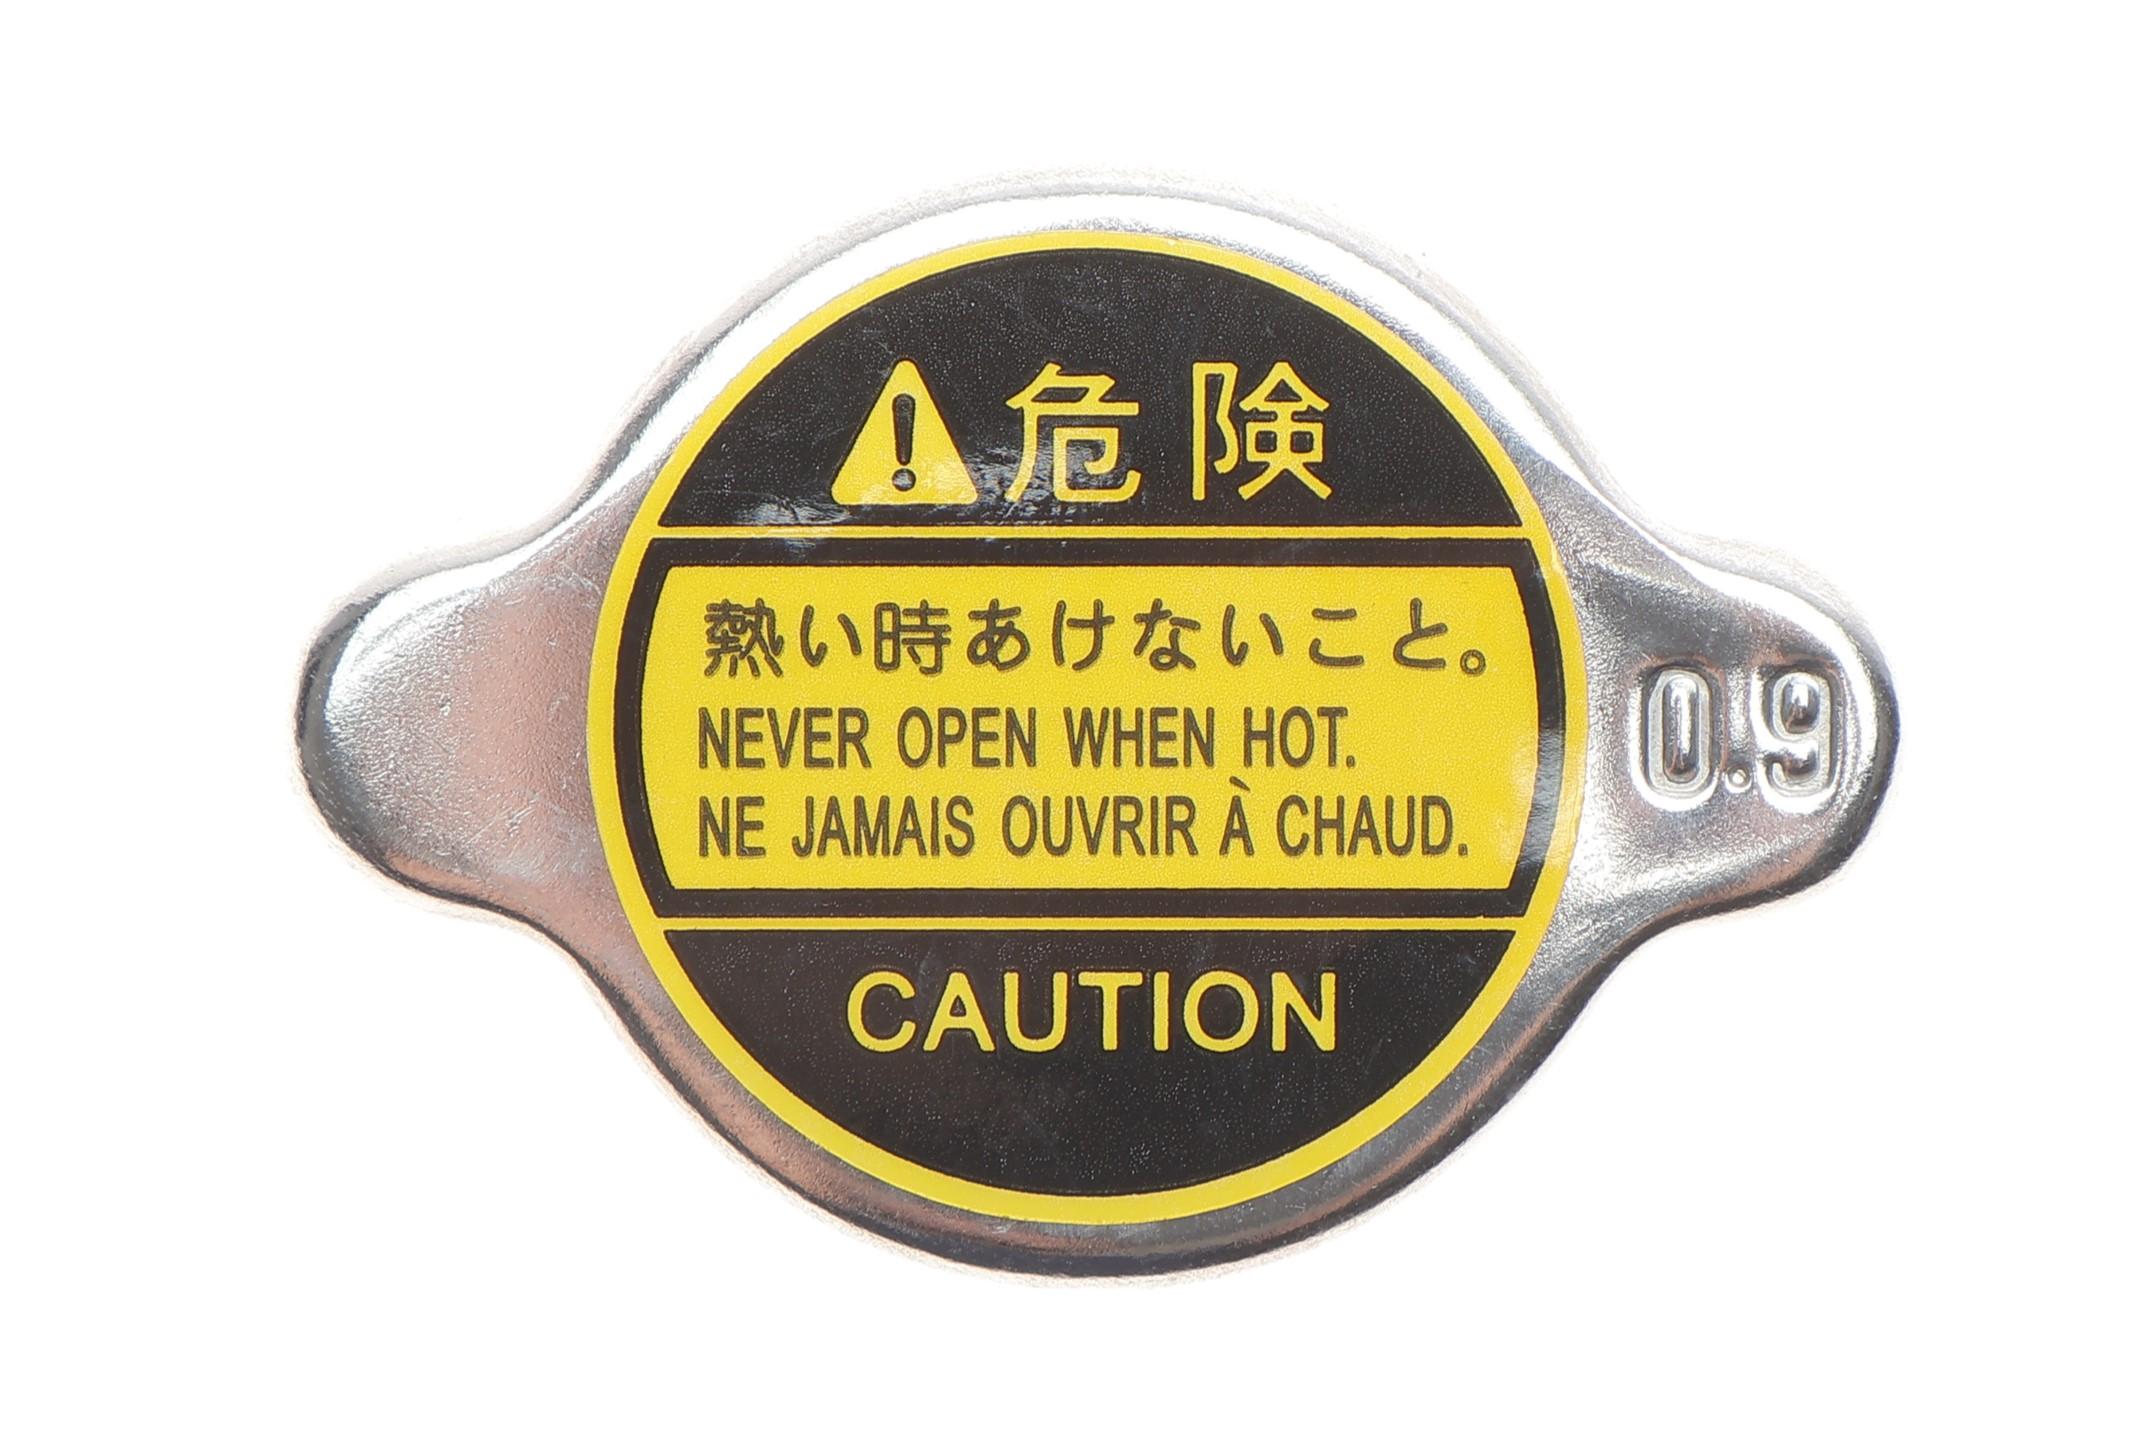 危険
熱い時あけないこと。
NEVER OPEN WHEN HOT.
NE JAMAIS OUVRIR À CHAUD.
0.9
CAUTION